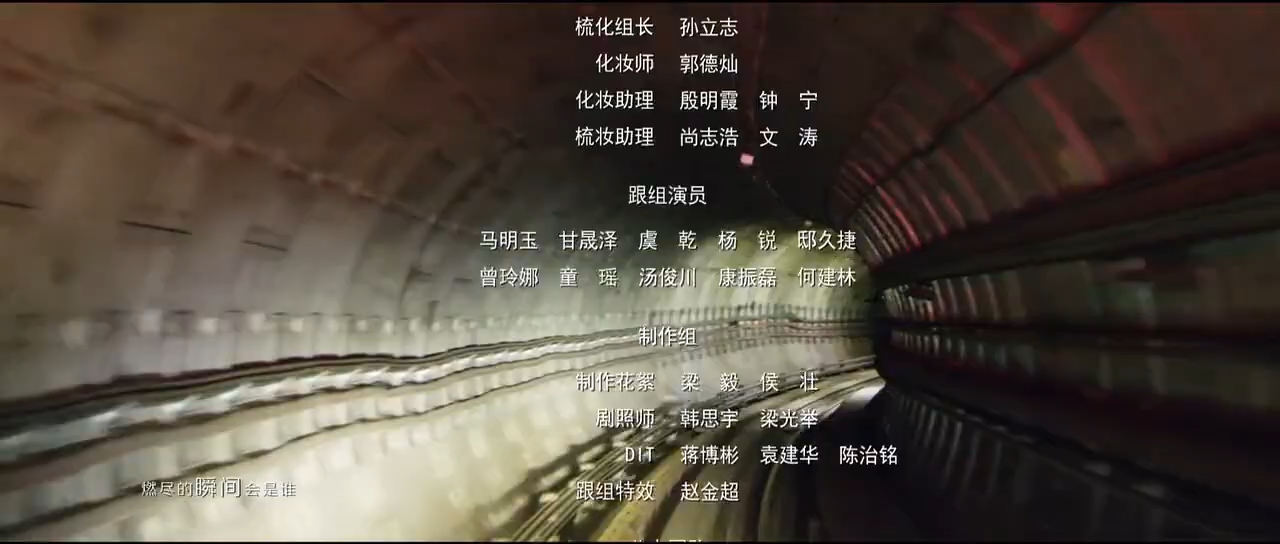 梳化组长 孙立志
化妆师 郭德灿
化妆助理 殷明霞 钟 宁
梳妆助理 尚志浩 文 涛
跟组演员
马明玉 甘晟泽 虞 乾 杨 锐 邸久捷
曾玲娜 童 瑶 汤俊川 康振磊 何建林
制作组
制作花絮 梁 毅 侯 壮
剧照师 韩思宇 梁光举
DIT 蒋博彬 袁建华 陈治铭
跟组特效 赵金超
燃尽的瞬间会是谁